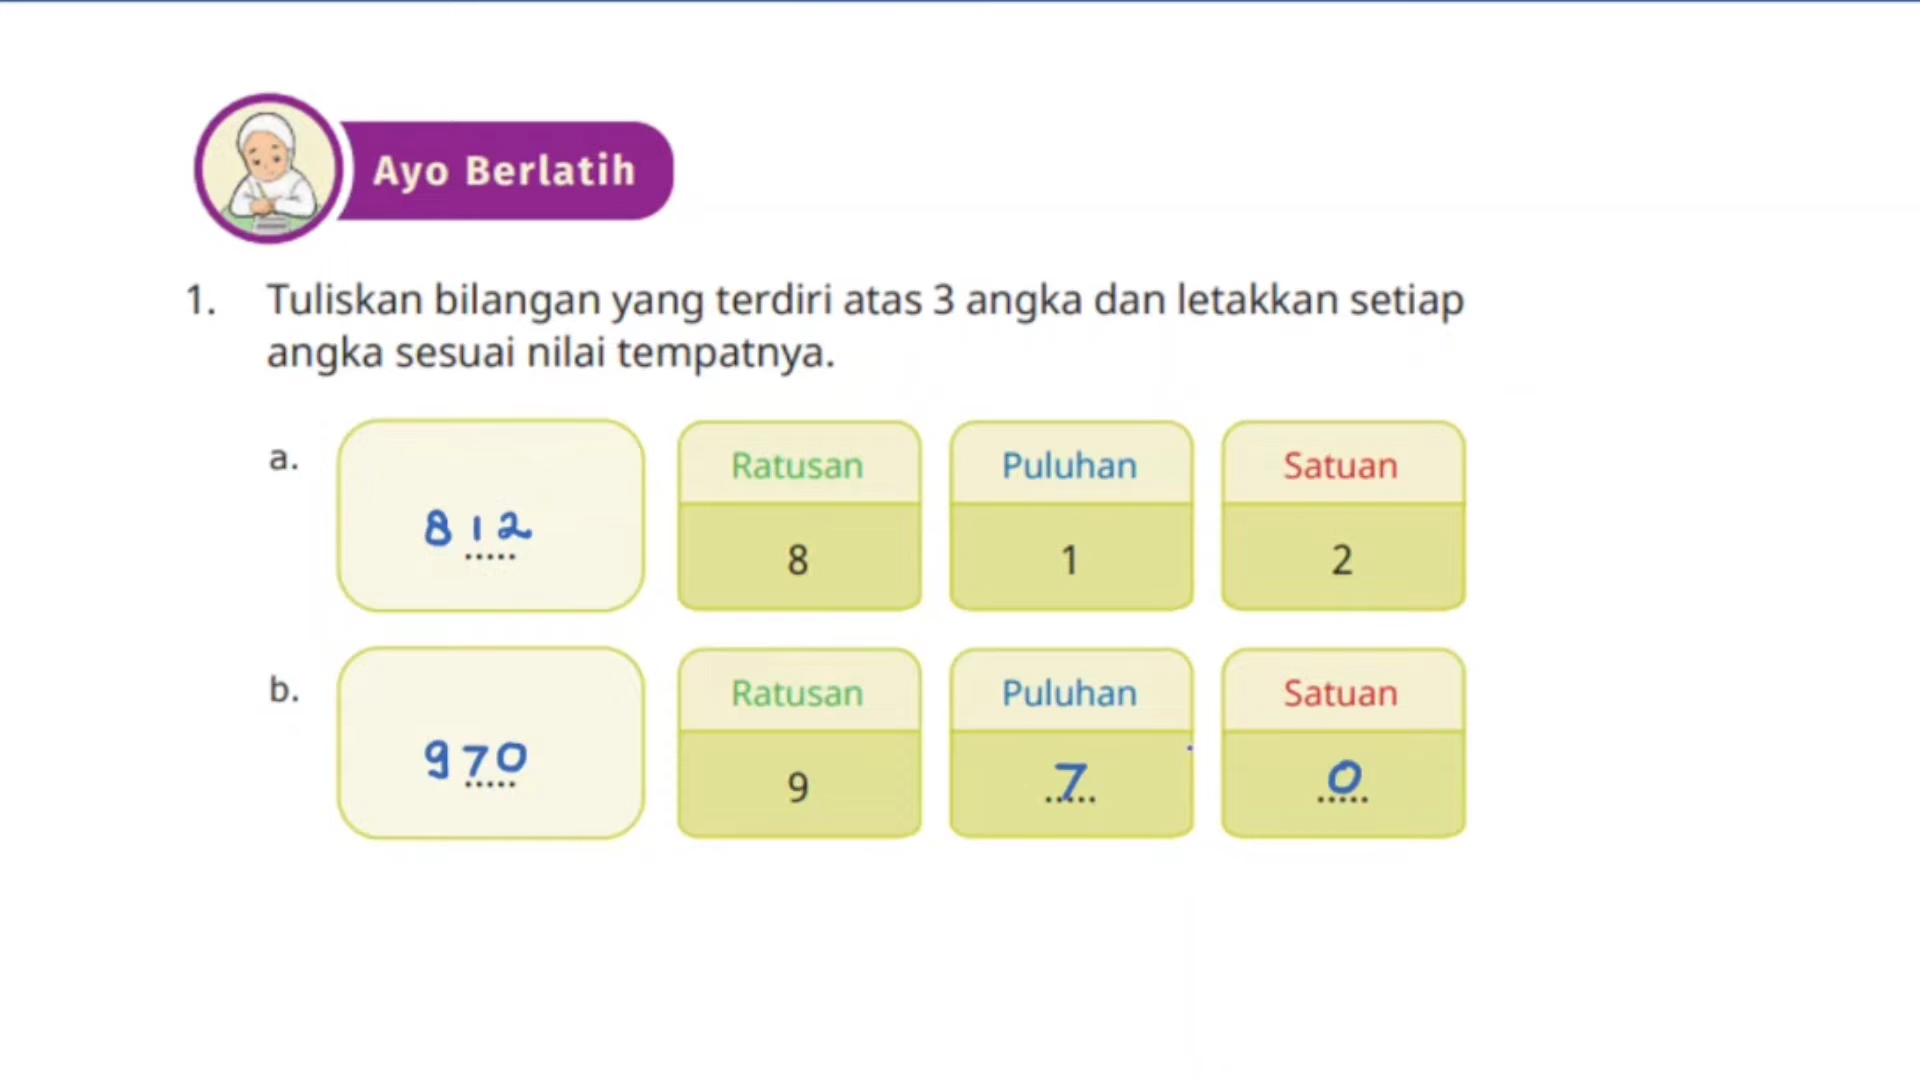 Ayo Berlatih
1. Tuliskan bilangan yang terdiri atas 3 angka dan letakkan setiap
angka sesuai nilai tempatnya.
a.
812
.....
Ratusan
8
Puluhan
1
Satuan
2
b.
970
.....
Ratusan
9
Puluhan
7
.....
Satuan
0
.....